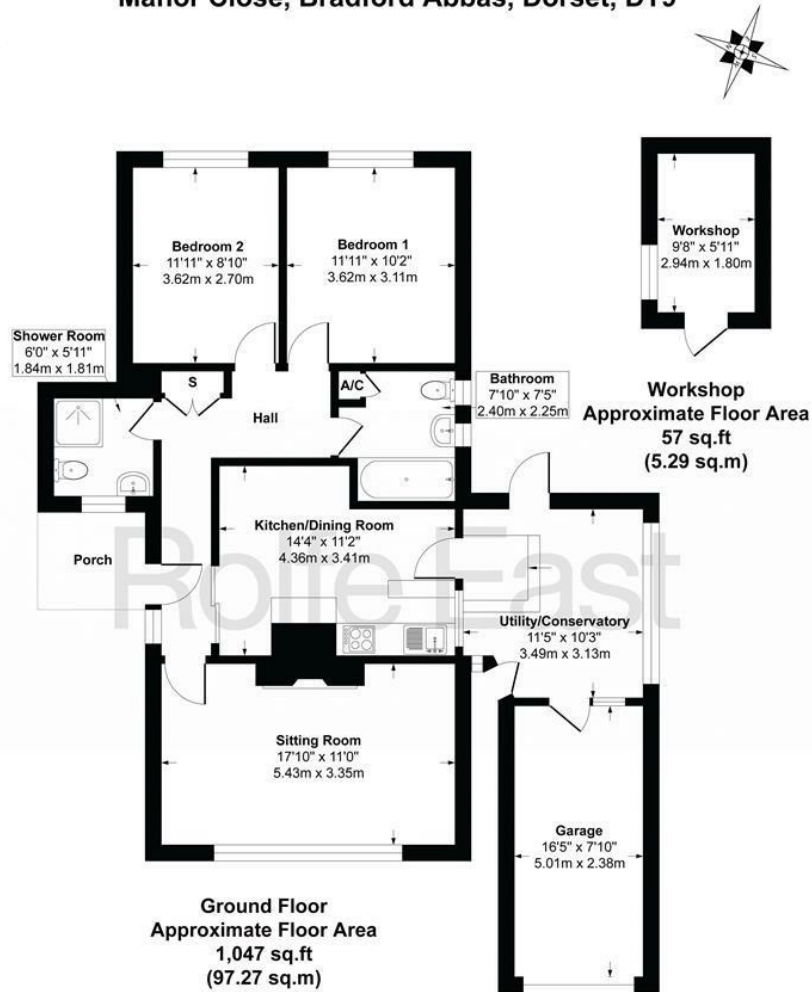 Manor Close, Bradford Abbas, Dorset, DT9
Bedroom 2
11'11" x 8'10"
3.62m x 2.70m
Bedroom 1
11'11" x 10'2"
3.62m x 3.11m
Workshop
9'8" x 5'11"
2.94m x 1.80m
Shower Room
6'0" x 5'11"
1.84m x 1.81m
S
A/C
Hall
Bathroom
7'10" x 7'5"
2.40m x 2.25m
Workshop
Approximate Floor Area
57 sq.ft
(5.29 sq.m)
Kitchen/Dining Room
14'4" x 11'2"
4.36m x 3.41m
Porch
Rolle East
Utility/Conservatory
11'5" x 10'3"
3.49m x 3.13m
Sitting Room
17'10" x 11'0"
5.43m x 3.35m
Garage
16'5" x 7'10"
5.01m x 2.38m
Ground Floor
Approximate Floor Area
1,047 sq.ft
(97.27 sq.m)